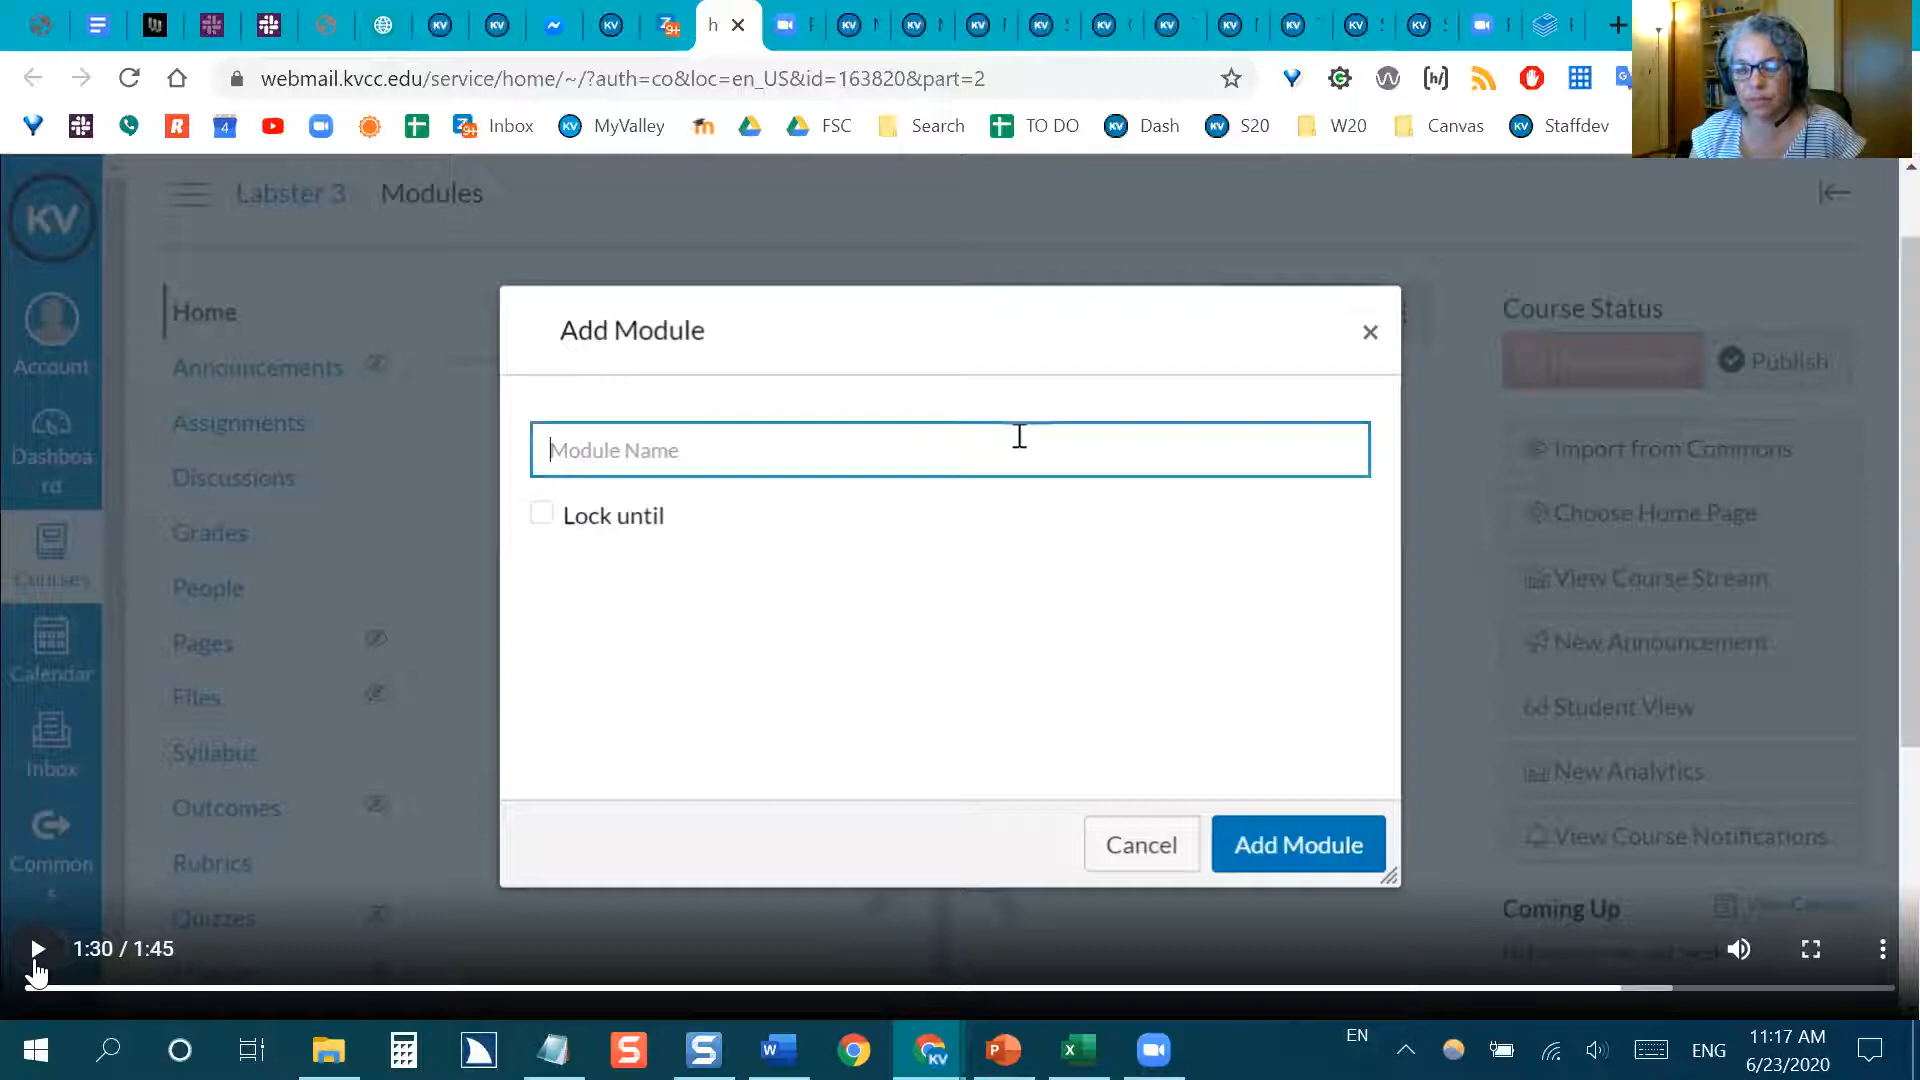 h
webmail.kvcc.edu/service/home/~/?auth=co&loc=en_US&id=163820&part=2
Inbox MyValley FSC Search TO DO Dash S20 W20 Canvas Staffdev
KV
Labster 3 Modules
Account
Dashboa
rd
Courses
Calendar
Inbox
Common
s
Home
Announcements
Assignments
Discussions
Grades
People
Pages
Files
Syllabus
Outcomes
Rubrics
Quizzes
Add Module
Module Name
Lock until
Cancel
Add Module
Course Status
Publish
Import from Commons
Choose Home Page
View Course Stream
New Announcement
Student View
New Analytics
View Course Notifications
Coming Up
1:30 / 1:45
EN
ENG
11:17 AM
6/23/2020